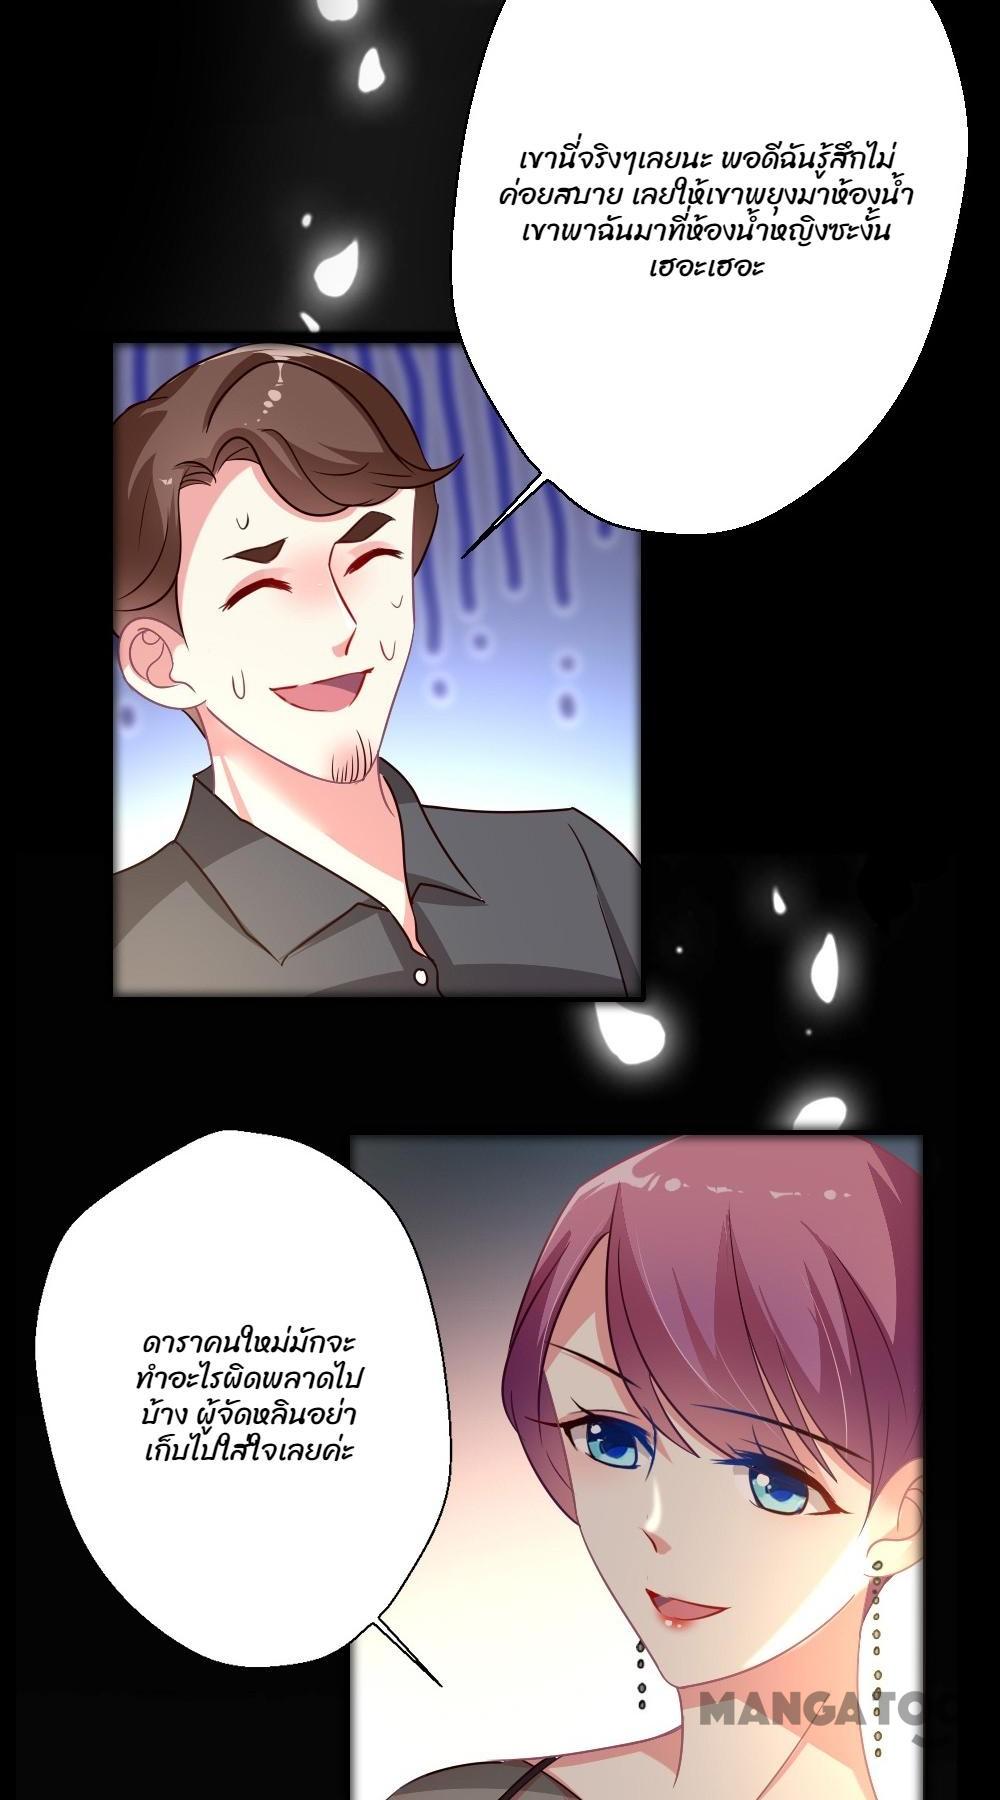 เขานี่จริงๆเลยนะ พอดีฉันรู้สึกไม่
ค่อยสบาย เลยให้เขาพยุงมาห้องน้ำ
เขาพาฉันมาที่ห้องน้ำหญิงซะงั้น
เฮอะเฮอะ
ดาราคนใหม่มักจะ
ทำอะไรผิดพลาดไป
บ้าง ผู้จัดหลินอย่า
เก็บไปใส่ใจเลยค่ะ
MANGATOO